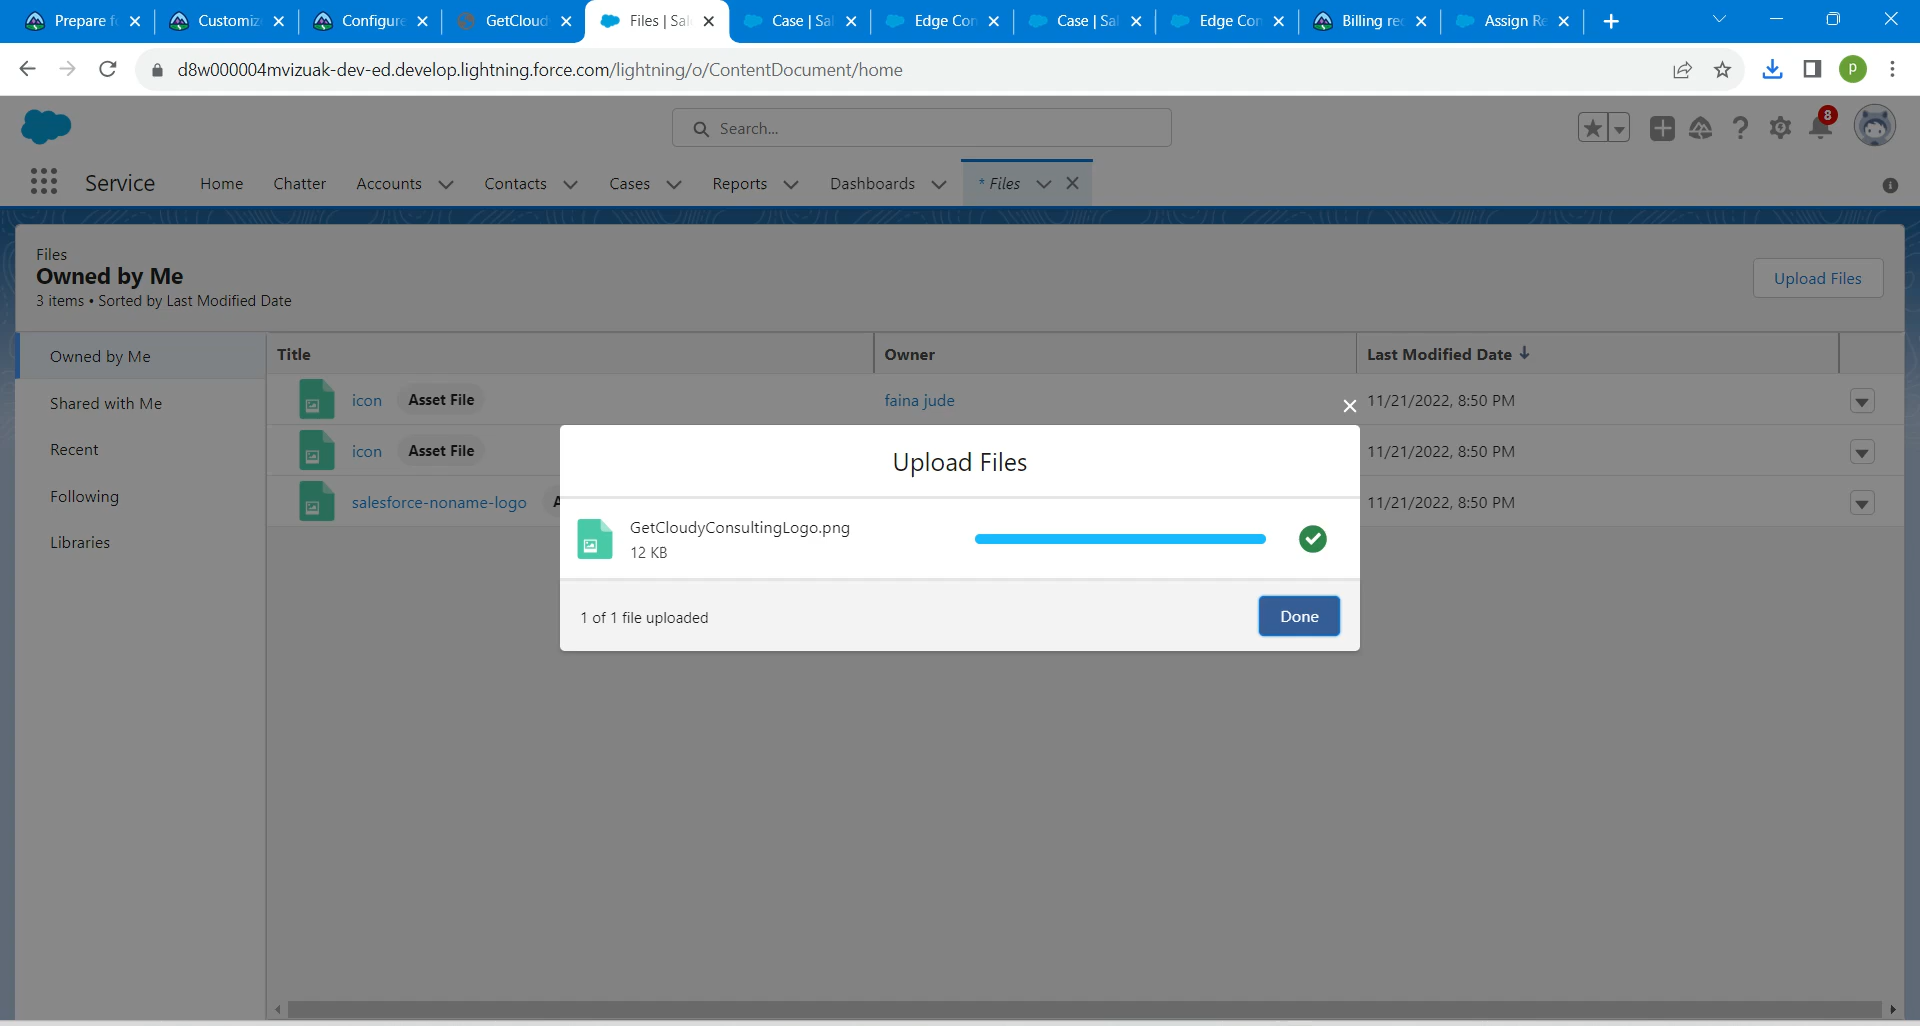 Prepare f
Customiz
Configure
GetCloud
Files | Sal
Case | Sal
Edge Con
Case | Sal
Edge Con
Billing re
Assign Re
d8w000004mvizuak-dev-ed.develop.lightning.force.com/lightning/o/ContentDocument/home
P
Search...
8
Service
Home
Chatter
Accounts
Contacts
Cases
Reports
Dashboards
* Files
Files
Owned by Me
3 items • Sorted by Last Modified Date
Upload Files
Owned by Me
Shared with Me
Recent
Following
Libraries
Title
Owner
Last Modified Date
icon Asset File
faina jude
11/21/2022, 8:50 PM
icon Asset File
11/21/2022, 8:50 PM
salesforce-noname-logo A
11/21/2022, 8:50 PM
Upload Files
GetCloudyConsultingLogo.png
12 KB
1 of 1 file uploaded
Done